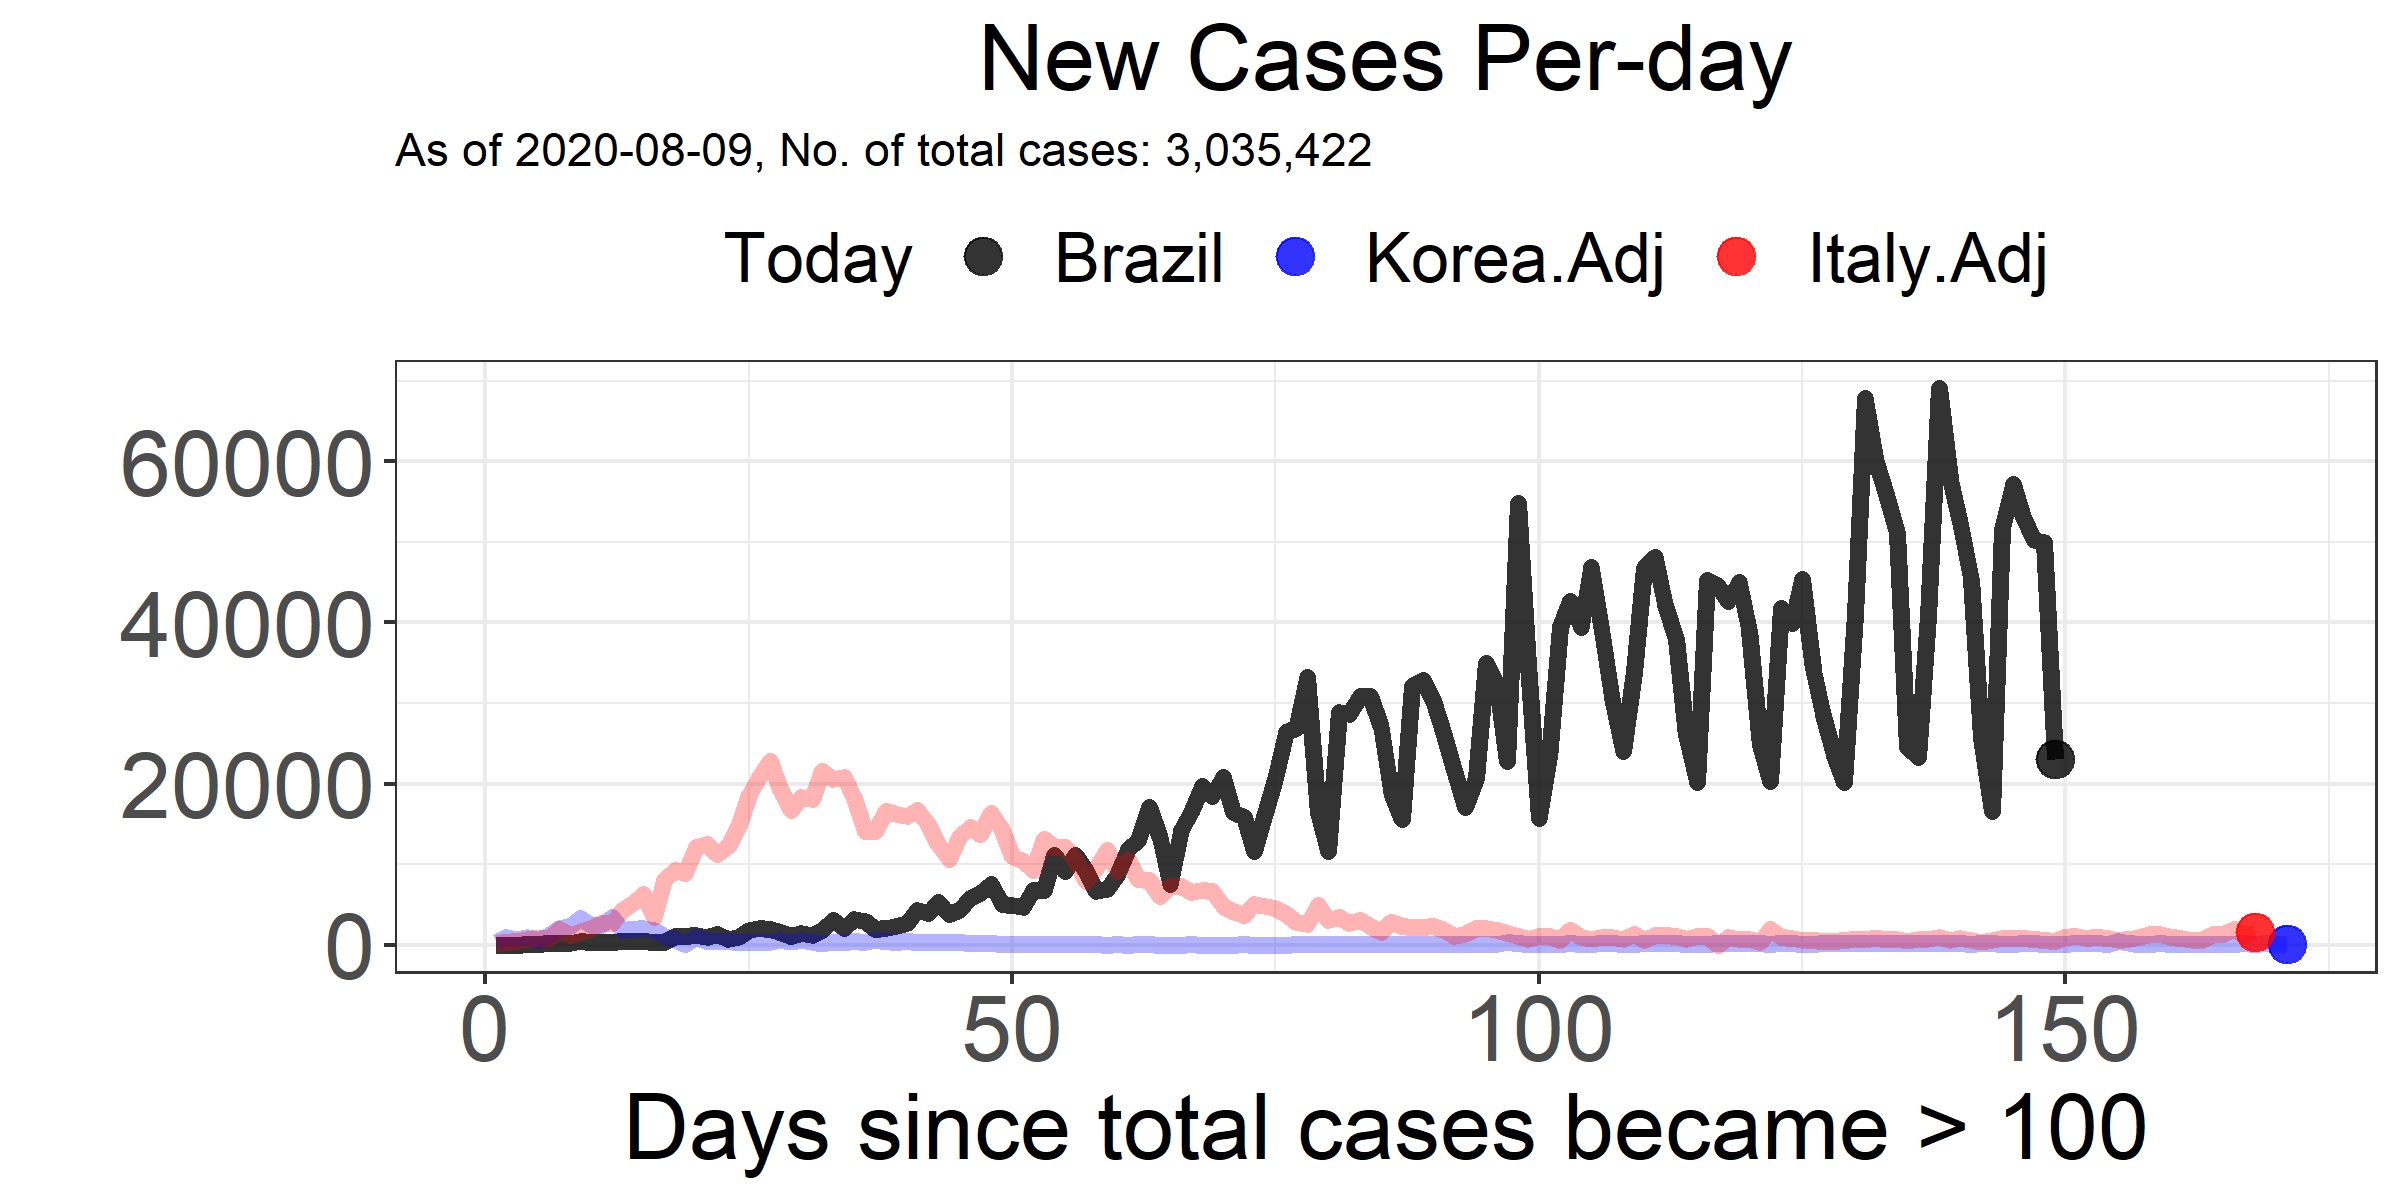 New Cases Per-day
As of 2020-08-09, No. of total cases: 3,035,422
Today Brazil Korea.Adj Italy.Adj
60000
40000
20000
0
0 50 100 150
Days since total cases became > 100